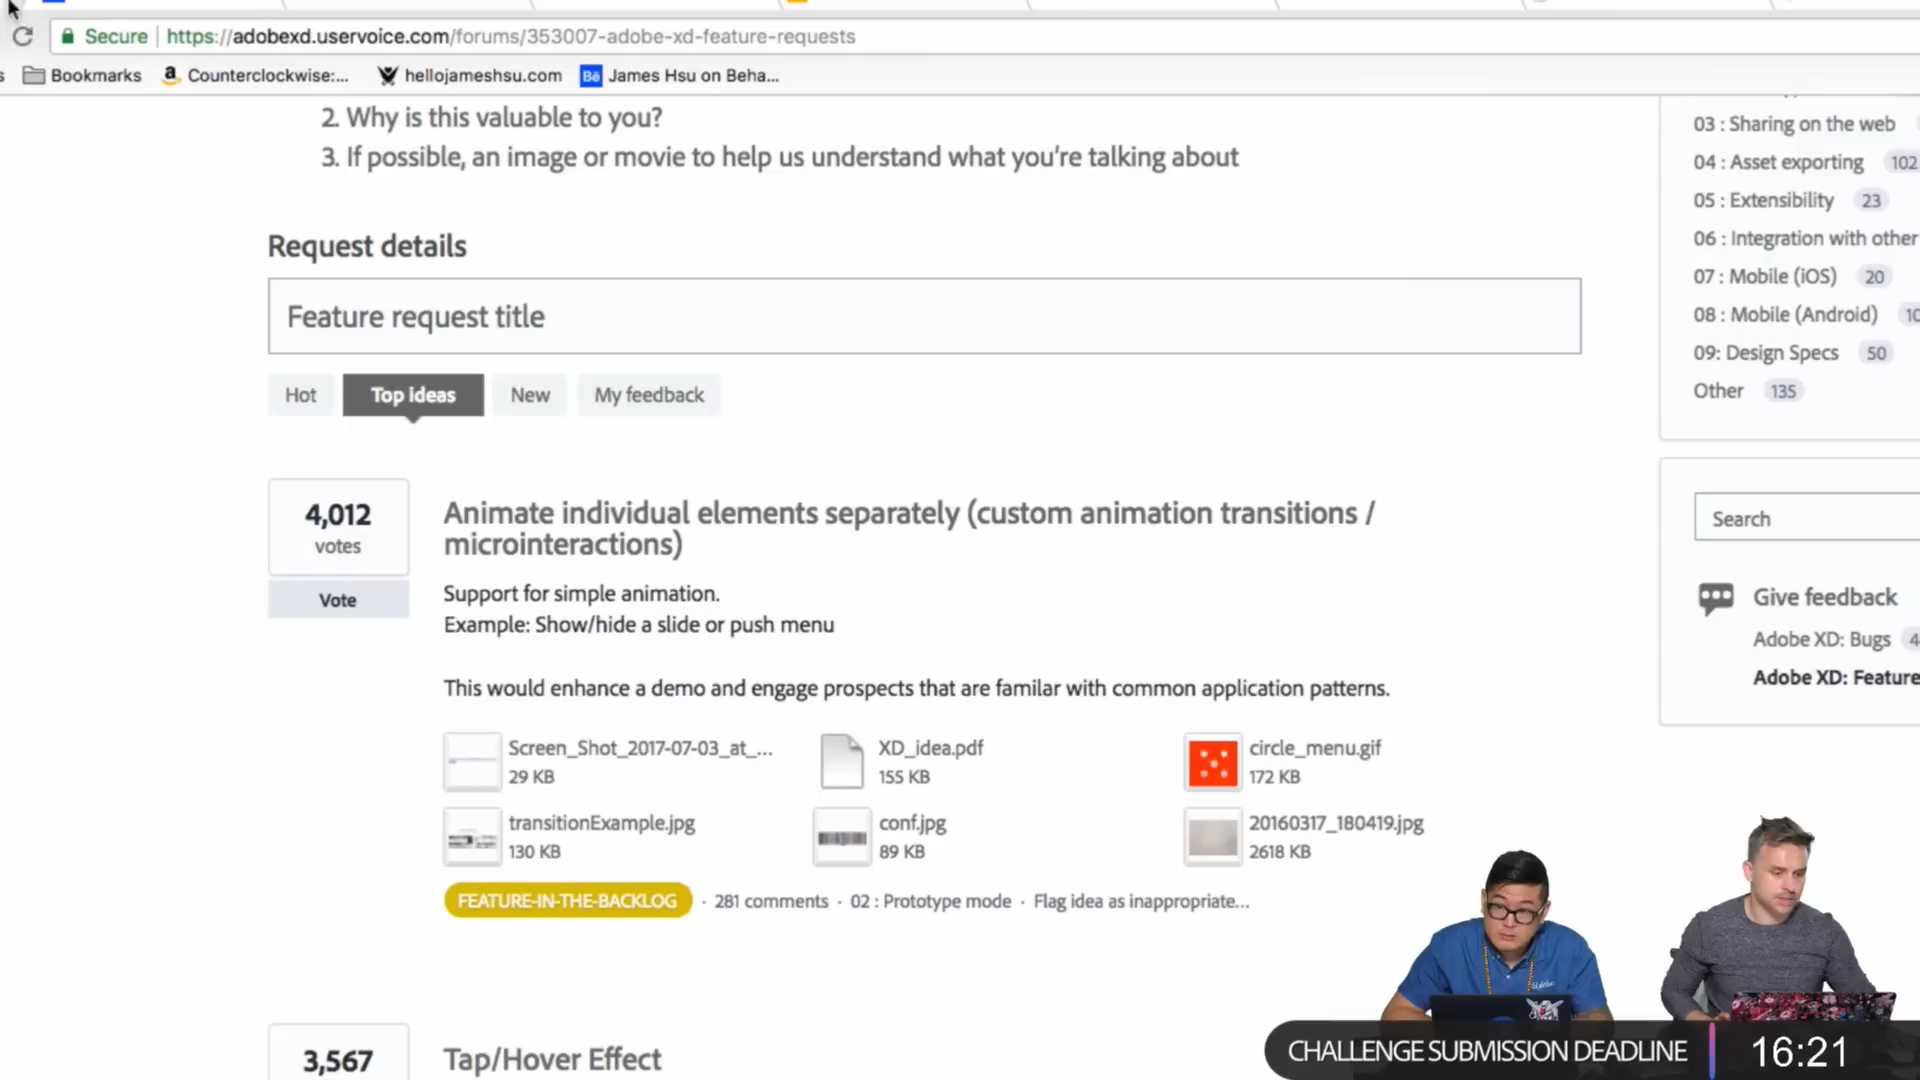 Secure | https://adobexd.uservoice.com/forums/353007-adobe-xd-feature-requests
Bookmarks Counterclockwise:... hellojameshsu.com Bē James Hsu on Beha...
2. Why is this valuable to you?
3. If possible, an image or movie to help us understand what you're talking about
Request details
Feature request title
Hot Top ideas New My feedback
4,012
votes
Vote
Animate individual elements separately (custom animation transitions /
microinteractions)
Support for simple animation.
Example: Show/hide a slide or push menu
This would enhance a demo and engage prospects that are familar with common application patterns.
Screen_Shot_2017-07-03_at_...
29 KB
XD_idea.pdf
155 KB
circle_menu.gif
172 KB
transitionExample.jpg
130 KB
conf.jpg
89 KB
20160317_180419.jpg
2618 KB
FEATURE-IN-THE-BACKLOG · 281 comments · 02 : Prototype mode · Flag idea as inappropriate...
3,567
Tap/Hover Effect
03 : Sharing on the web
04 : Asset exporting 102
05 : Extensibility 23
06 : Integration with other
07 : Mobile (iOS) 20
08 : Mobile (Android) 10
09: Design Specs 50
Other 135
Search
Give feedback
Adobe XD: Bugs 4
Adobe XD: Feature
CHALLENGE SUBMISSION DEADLINE 16:21